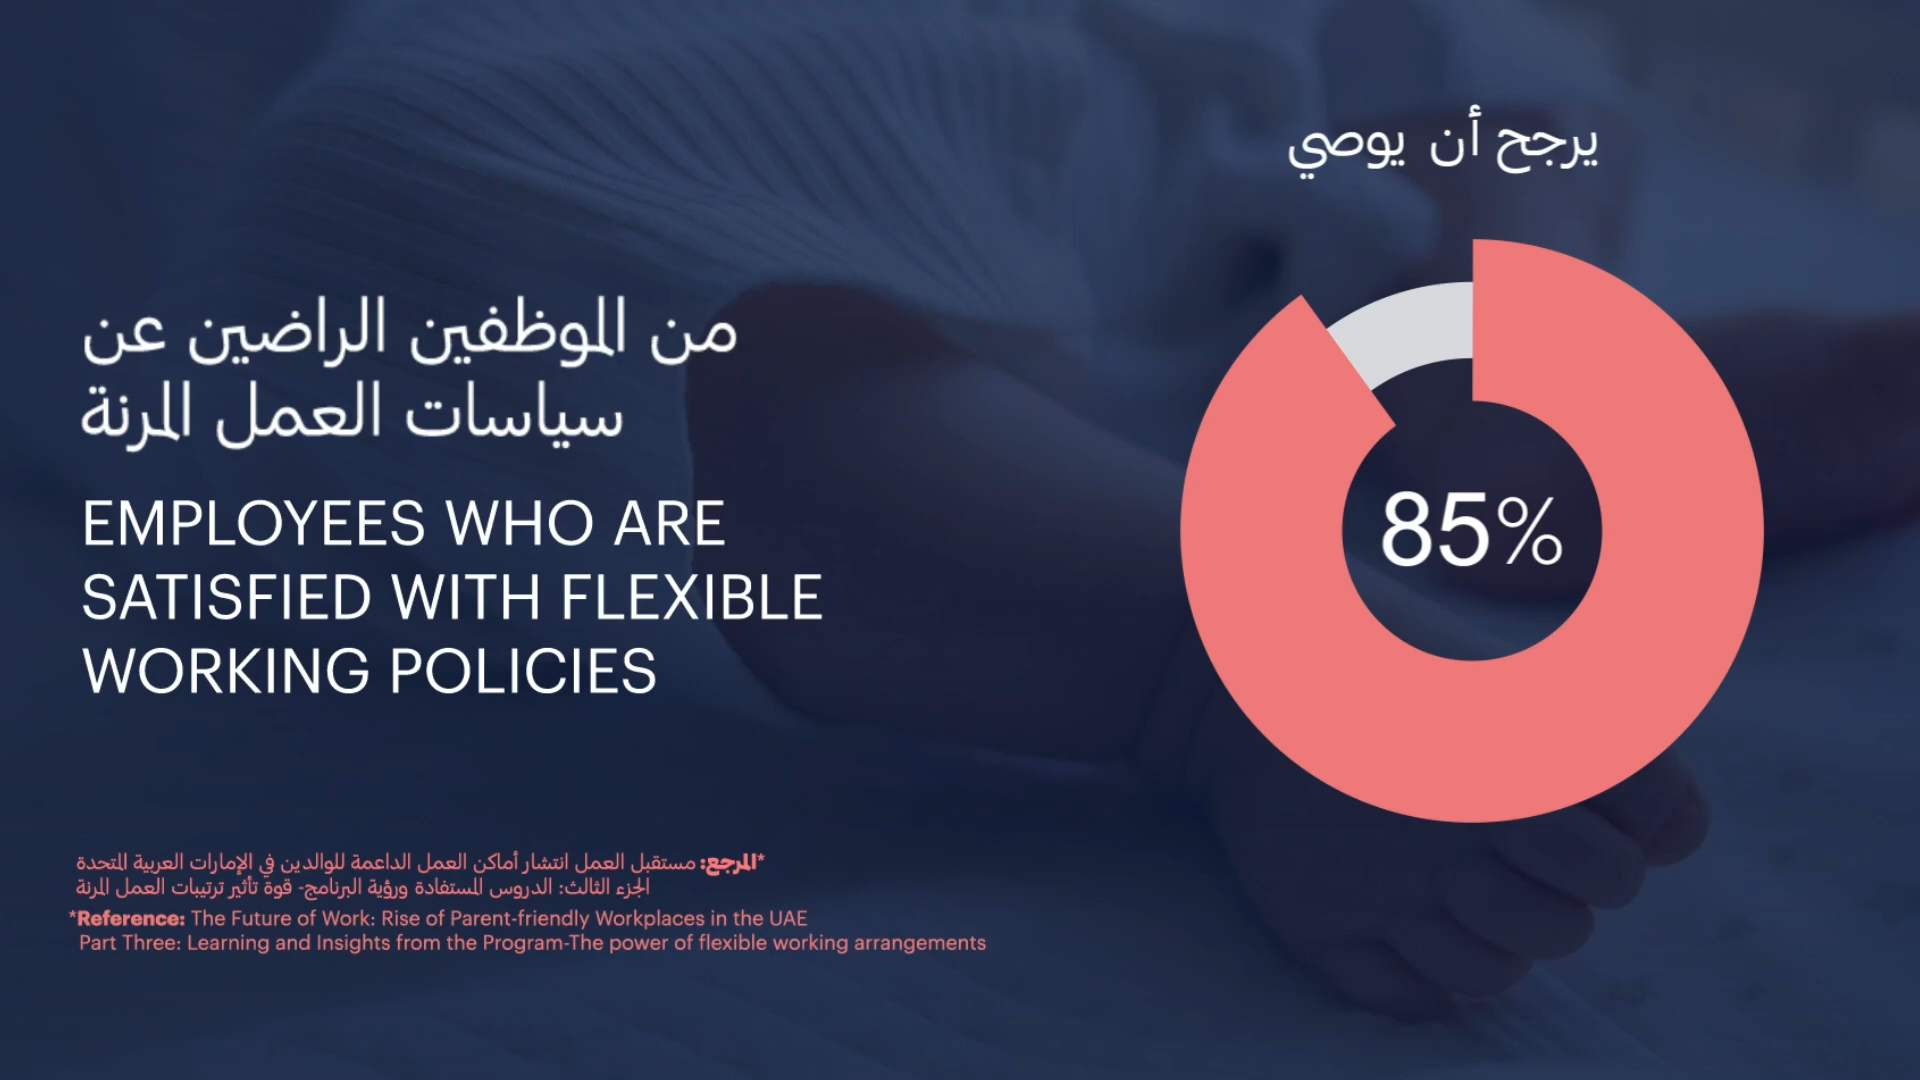 يرجح أن يوصي
85%
من الموظفين الراضين عن
سياسات العمل المرنة
EMPLOYEES WHO ARE
SATISFIED WITH FLEXIBLE
WORKING POLICIES
*المرجع: مستقبل العمل انتشار أماكن العمل الداعمة للوالدين في الإمارات العربية المتحدة
الجزء الثالث: الدروس المستفادة ورؤية البرنامج- قوة تأثير ترتيبات العمل المرنة
*Reference: The Future of Work: Rise of Parent-friendly Workplaces in the UAE
Part Three: Learning and Insights from the Program-The power of flexible working arrangements